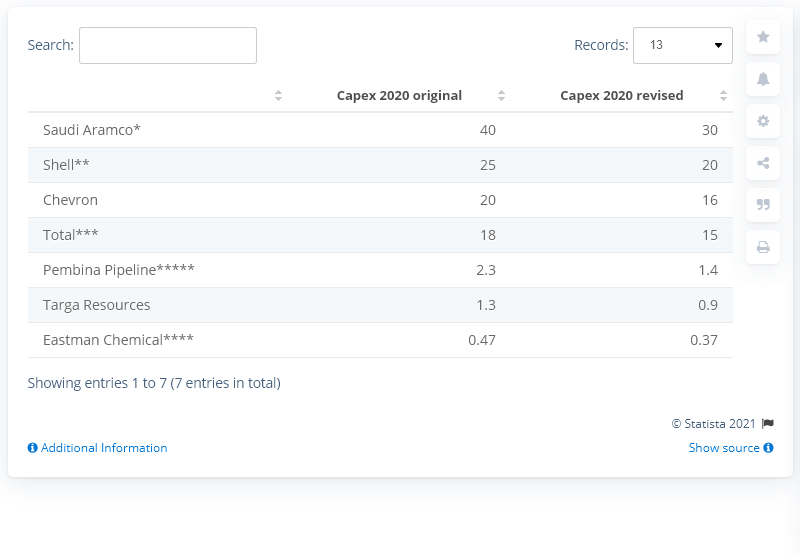 Search:
Records: 13
Capex 2020 original Capex 2020 revised
Saudi Aramco* 40 30
Shell** 25 20
Chevron 20 16
Total*** 18 15
Pembina Pipeline***** 2.3 1.4
Targa Resources 1.3 0.9
Eastman Chemical**** 0.47 0.37
Showing entries 1 to 7 (7 entries in total)
© Statista 2021
Additional Information Show source